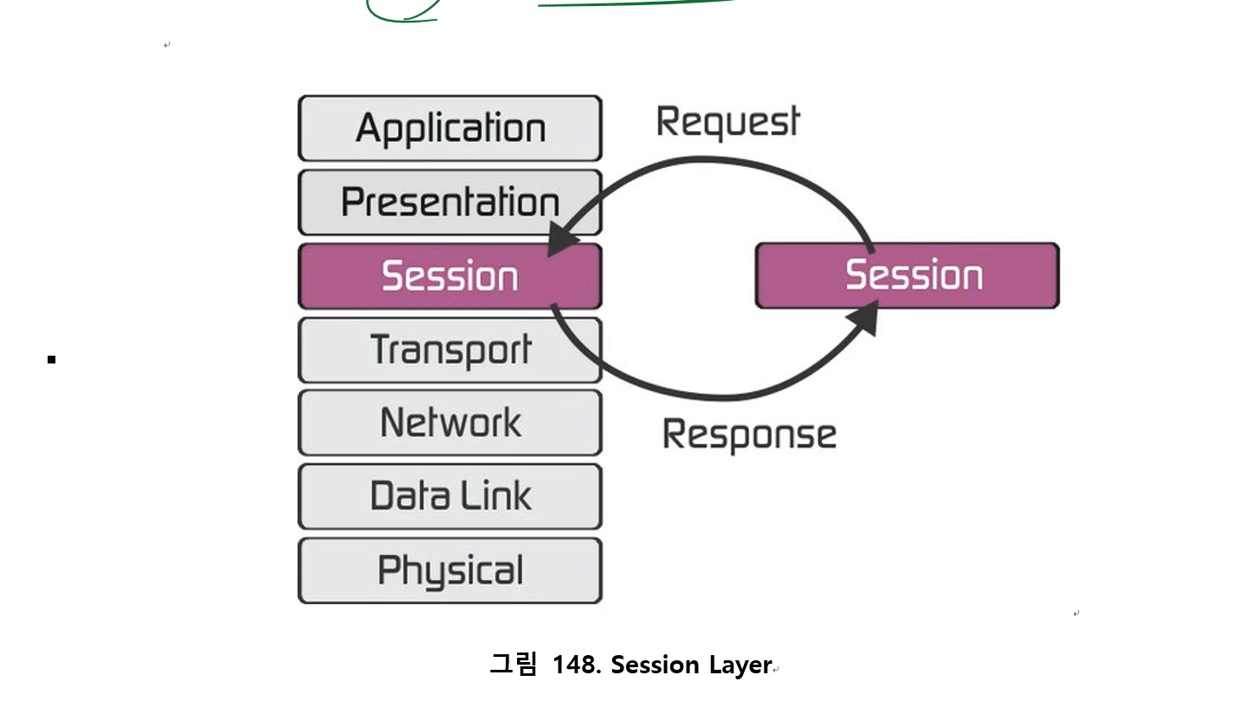 Application
Request
Presentation
Session
Session
Transport
Response
Network
Data Link
Physical
그림 148. Session Layer